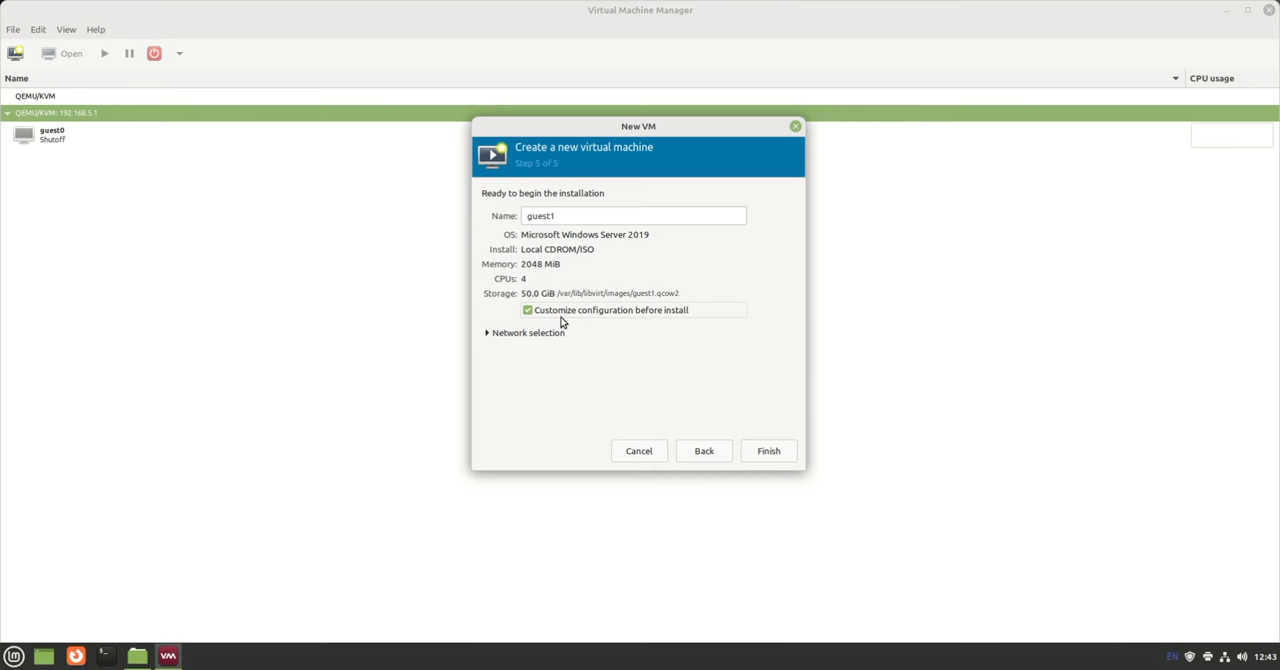 Virtual Machine Manager
File Edit View Help
Open
Name CPU usage
QEMU/KVM
QEMU/KVM: 192.168.5.1
guest0
Shutoff
New VM
Create a new virtual machine
Step 5 of 5
Ready to begin the installation
Name: guest1
OS: Microsoft Windows Server 2019
Install: Local CDROM/ISO
Memory: 2048 MiB
CPUs: 4
Storage: 50.0 GiB /var/lib/libvirt/images/guest1.qcow2
Customize configuration before install
Network selection
Cancel Back Finish
lm VM EN 12:43